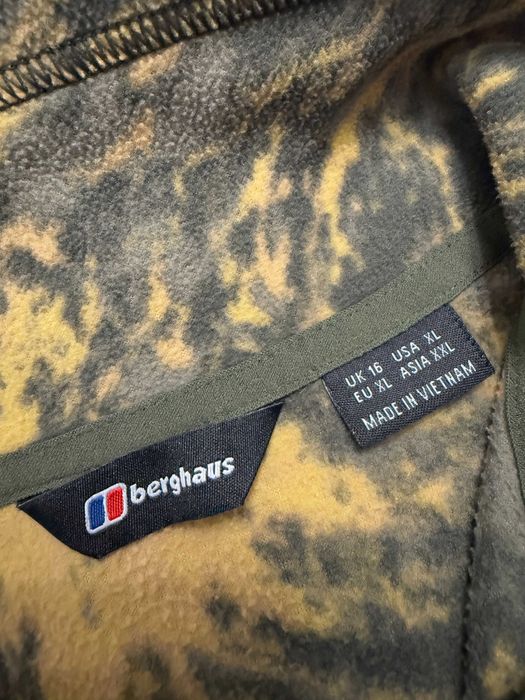 UK 16 USA XL
EU XL ASIA XXL
MADE IN VIETNAM
berghaus